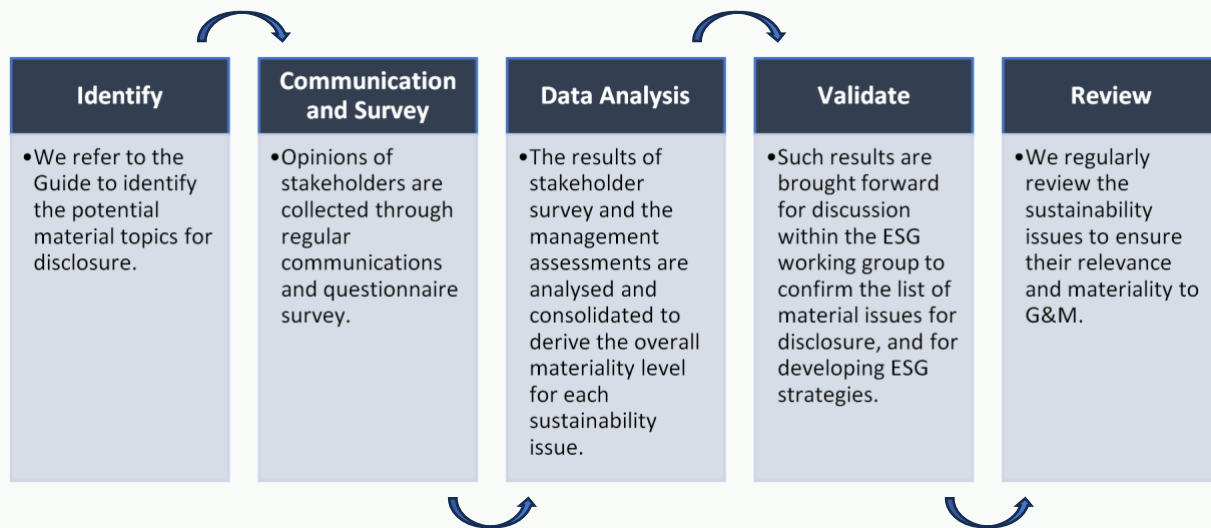 Identify
•We refer to the
Guide to identify
the potential
material topics for
disclosure.
Communication
and Survey
•Opinions of
stakeholders are
collected through
regular
communications
and questionnaire
survey.
Data Analysis
•The results of
stakeholder
survey and the
management
assessments are
analysed and
consolidated to
derive the overall
materiality level
for each
sustainability
issue.
Validate
•Such results are
brought forward
for discussion
within the ESG
working group to
confirm the list of
material issues for
disclosure, and for
developing ESG
strategies.
Review
•We regularly
review the
sustainability
issues to ensure
their relevance
and materiality to
G&M.